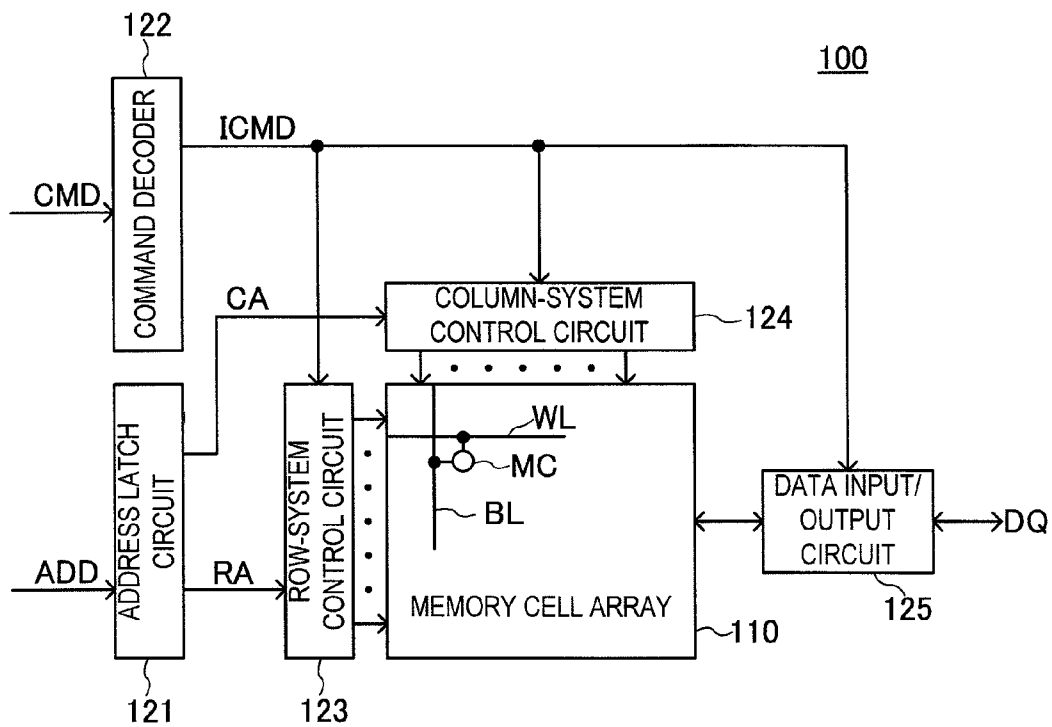 122
100
COMMAND DECODER
ICMD
CMD
CA
COLUMN-SYSTEM
CONTROL CIRCUIT
124
ADDRESS LATCH
CIRCUIT
ROW-SYSTEM
CONTROL CIRCUIT
WL
MC
BL
DATA INPUT/
OUTPUT
CIRCUIT
DQ
ADD
RA
MEMORY CELL ARRAY
125
110
121
123